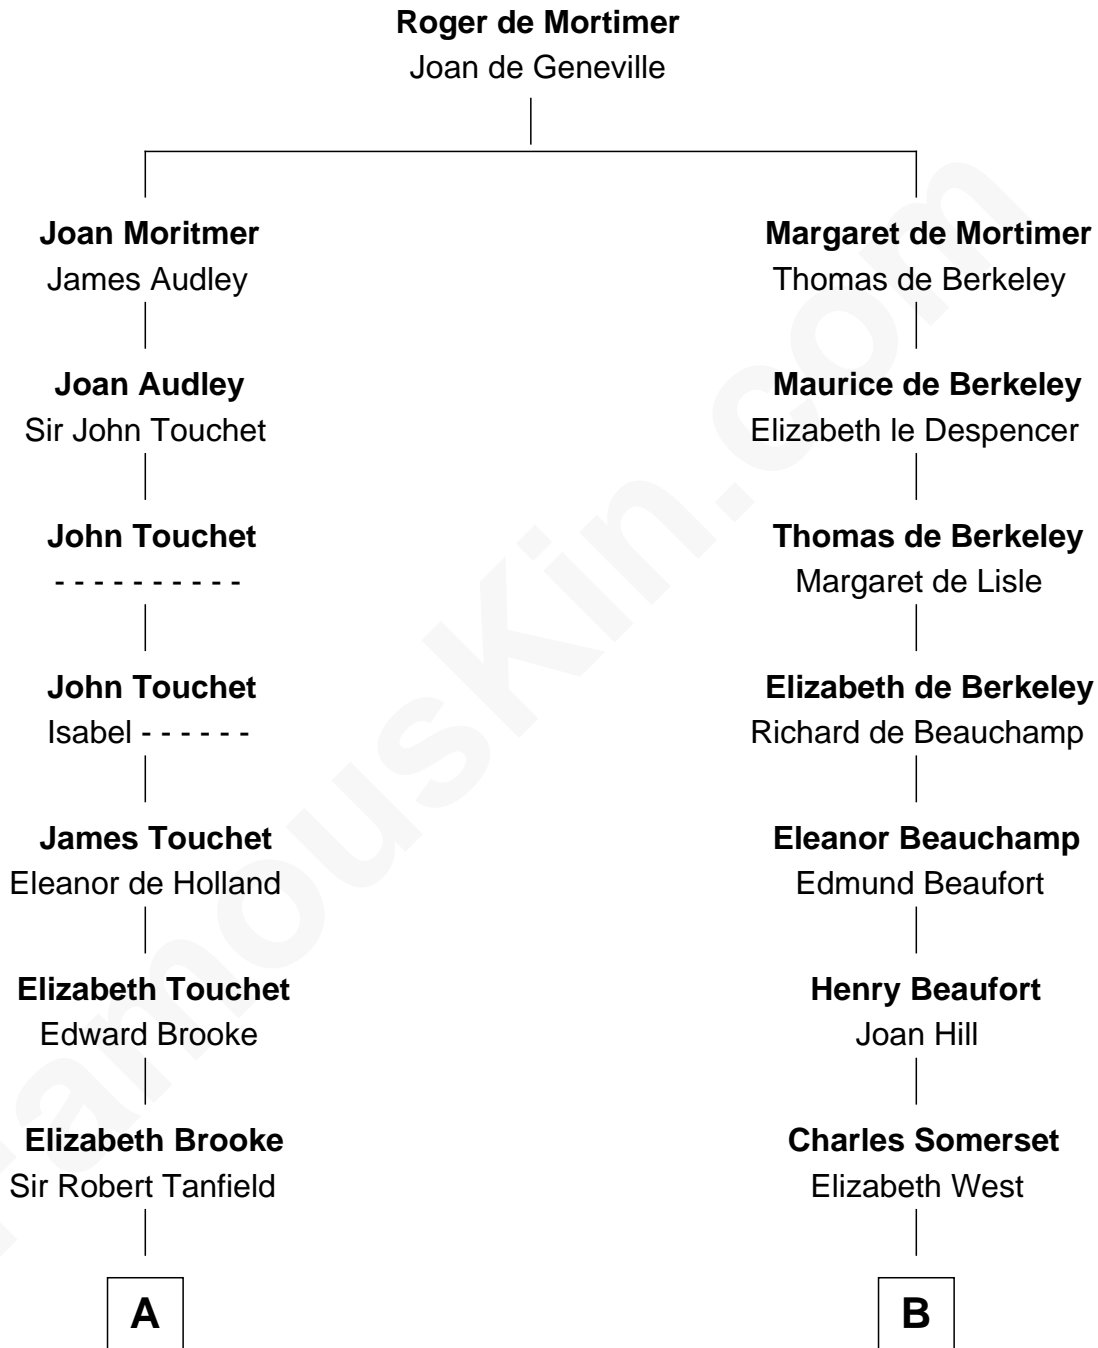 Roger de Mortimer
Joan de Geneville
Joan Moritmer
James Audley
Margaret de Mortimer
Thomas de Berkeley
Joan Audley
Sir John Touchet
Maurice de Berkeley
Elizabeth le Despencer
John Touchet
- - - - - - - - - -
Thomas de Berkeley
Margaret de Lisle
John Touchet
Isabel - - - - - -
Elizabeth de Berkeley
Richard de Beauchamp
James Touchet
Eleanor de Holland
Eleanor Beauchamp
Edmund Beaufort
Elizabeth Touchet
Edward Brooke
Henry Beaufort
Joan Hill
Elizabeth Brooke
Sir Robert Tanfield
Charles Somerset
Elizabeth West
A
B
FamousKin.com